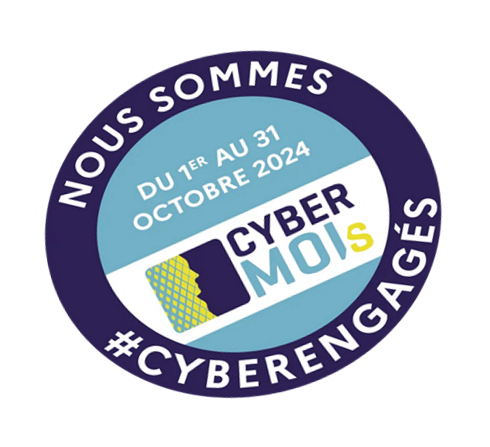 NOUS SOMMES
DU 1ER AU 31
OCTOBRE 2024
CYBER
MOIs
#CYBERENGAGÉS